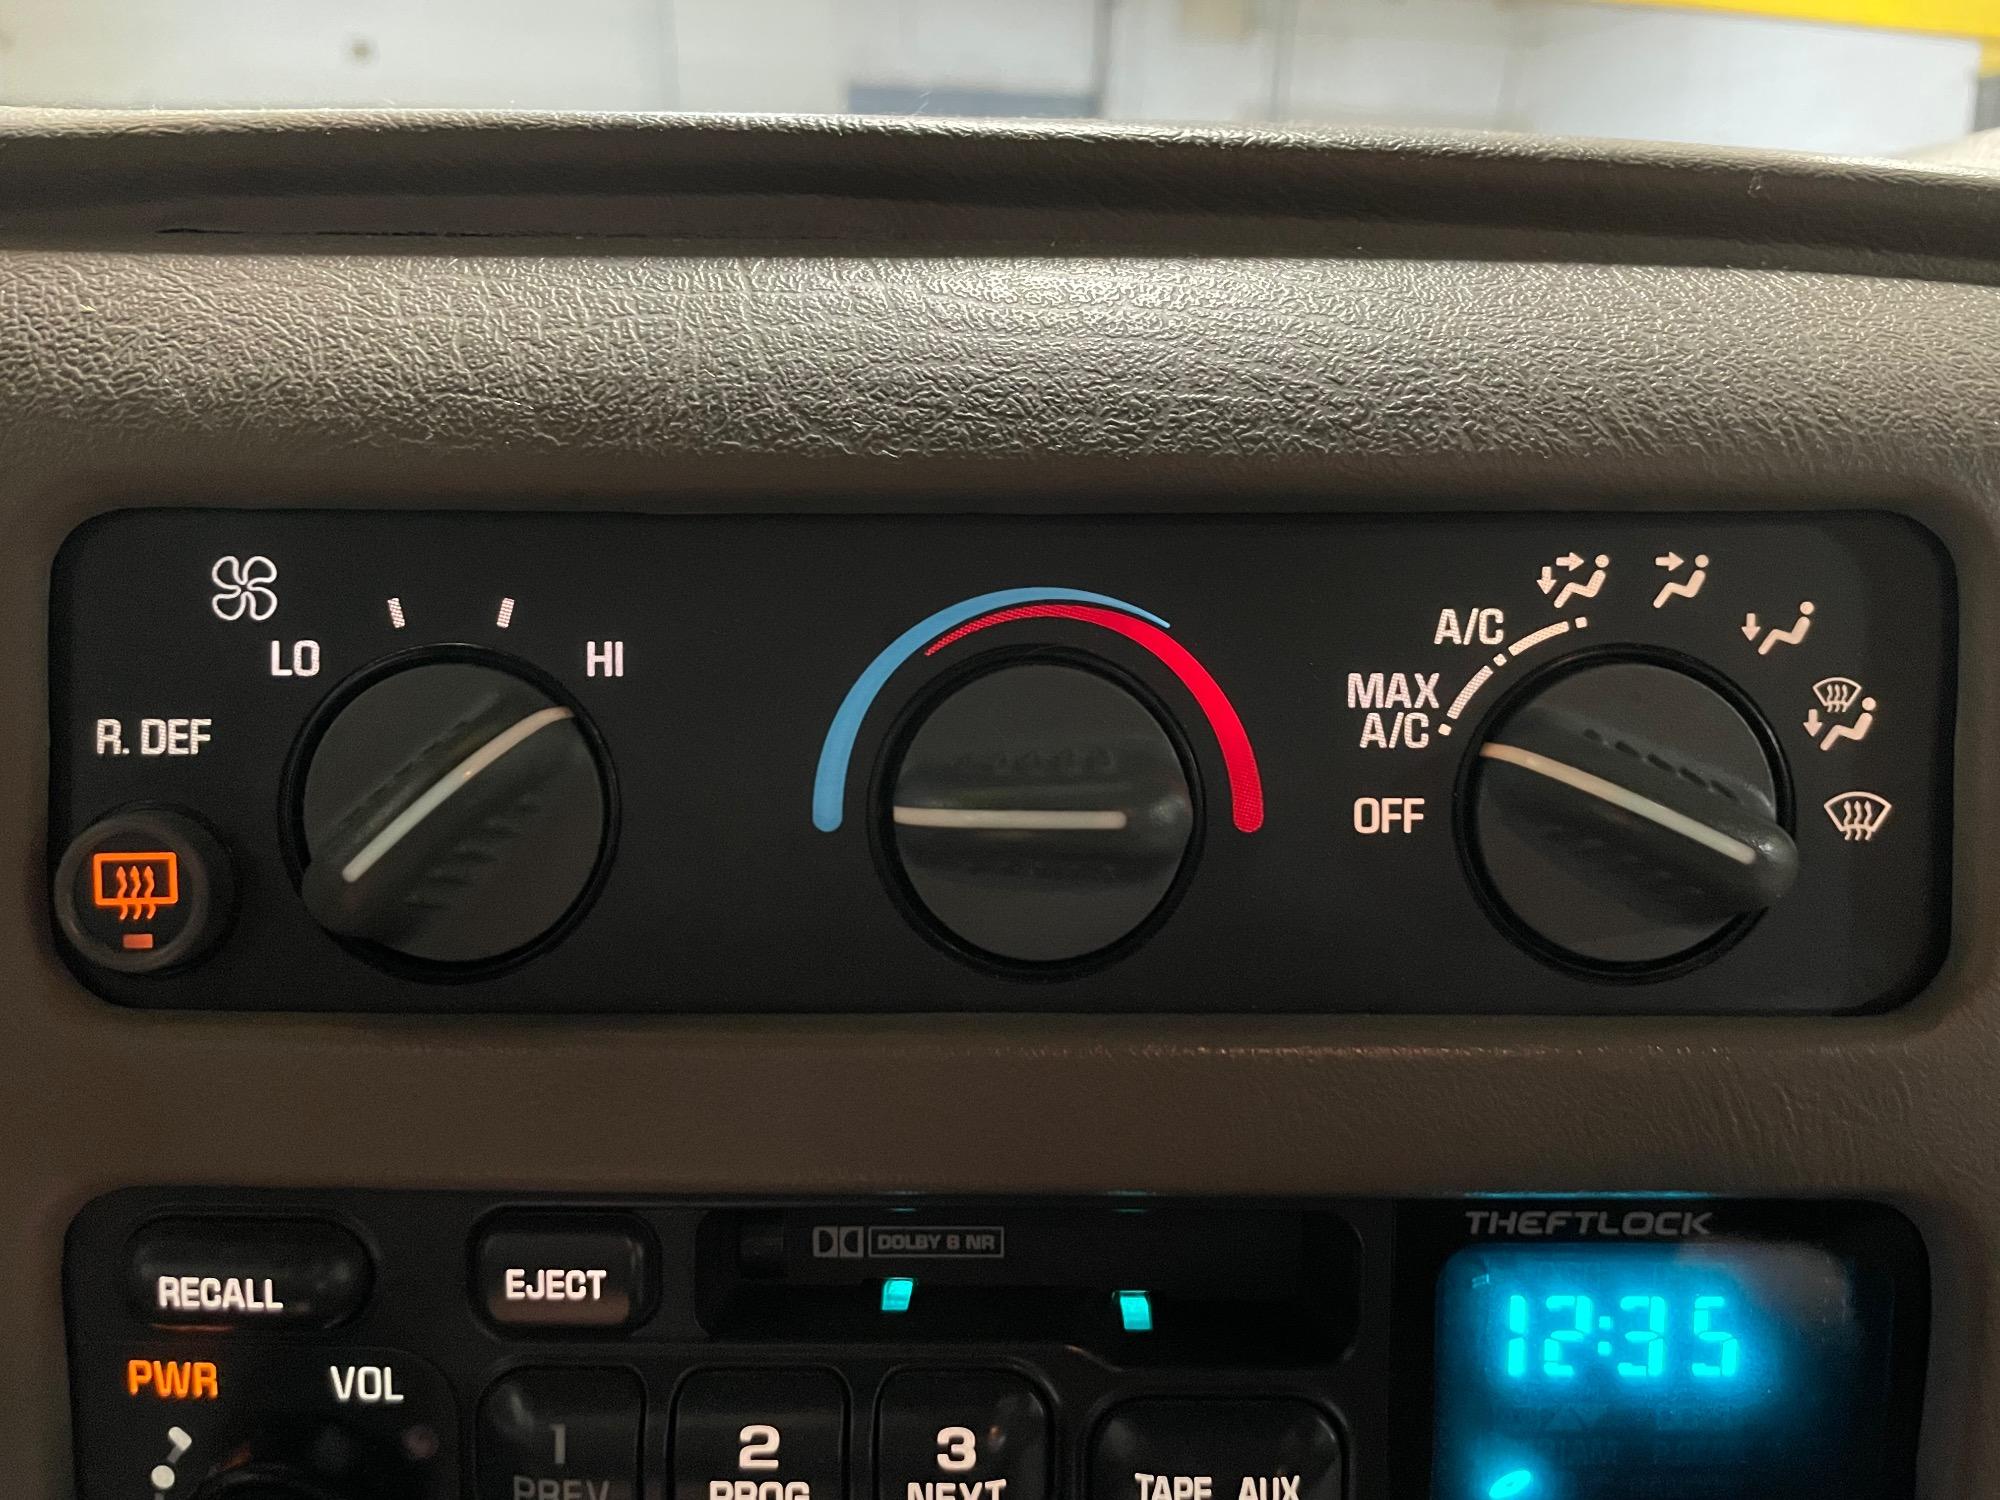 LO
HI
R. DEF
A/C
MAX
A/C
OFF
DOLBY B NR
THEFTLOCK
RECALL
EJECT
12:35
PWR
VOL
1
PREV
2
PROG
3
NEXT
TAPE AUX